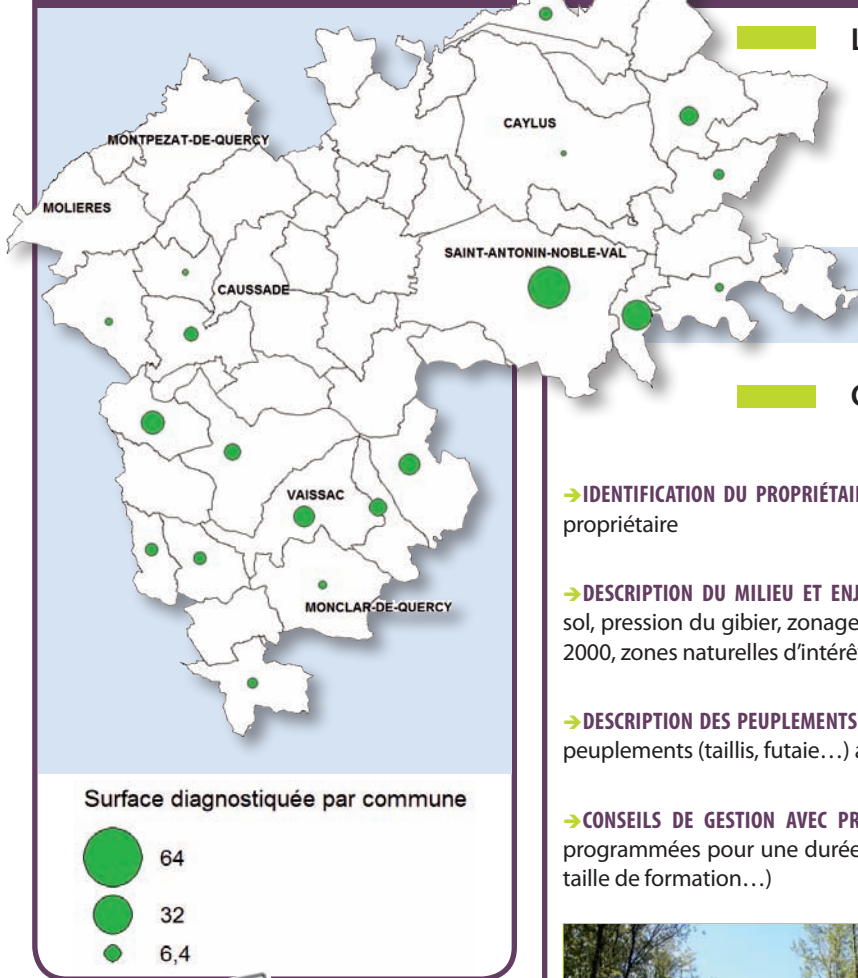 CAYLUS
MONTPEZAT-DE-QUERCY
MOLIERES
SAINT-ANTONIN-NOBLE-VAL
CAUSSADE
VAISSAC
MONCLAR-DE-QUERCY
Surface diagnostiquée par commune
64
32
6,4
➔IDENTIFICATION DU PROPRIÉTAI
propriétaire
➔DESCRIPTION DU MILIEU ET ENJ
sol, pression du gibier, zonage
2000, zones naturelles d’intérê
➔DESCRIPTION DES PEUPLEMENTS
peuplements (taillis, futaie…) a
➔CONSEILS DE GESTION AVEC PR
programmées pour une durée
taille de formation…)